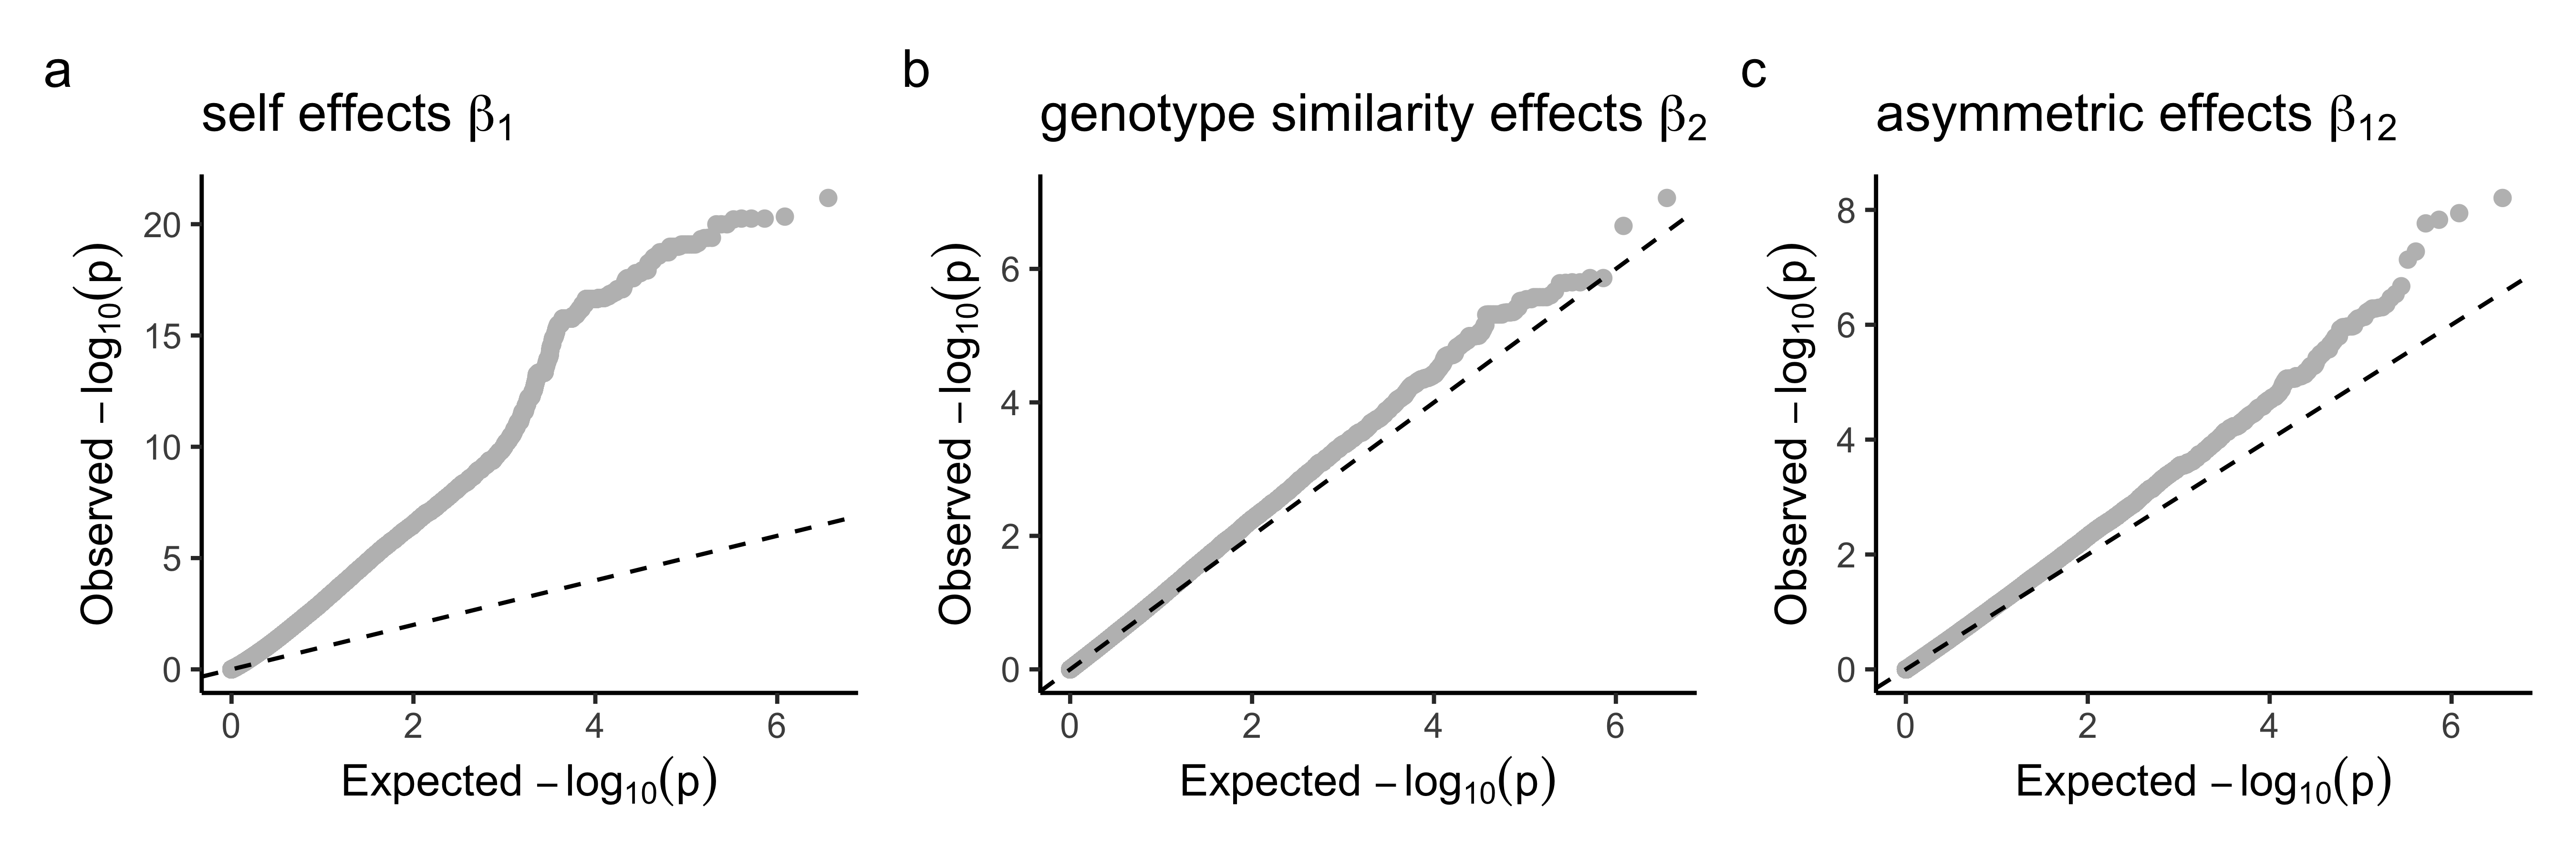 a
self effects β₁
Observed −log₁₀(p)
20
15
10
5
0
0 2 4 6
Expected −log₁₀(p)
b
genotype similarity effects β₂
Observed −log₁₀(p)
6
4
2
0
0 2 4 6
Expected −log₁₀(p)
c
asymmetric effects β₁₂
Observed −log₁₀(p)
8
6
4
2
0
0 2 4 6
Expected −log₁₀(p)